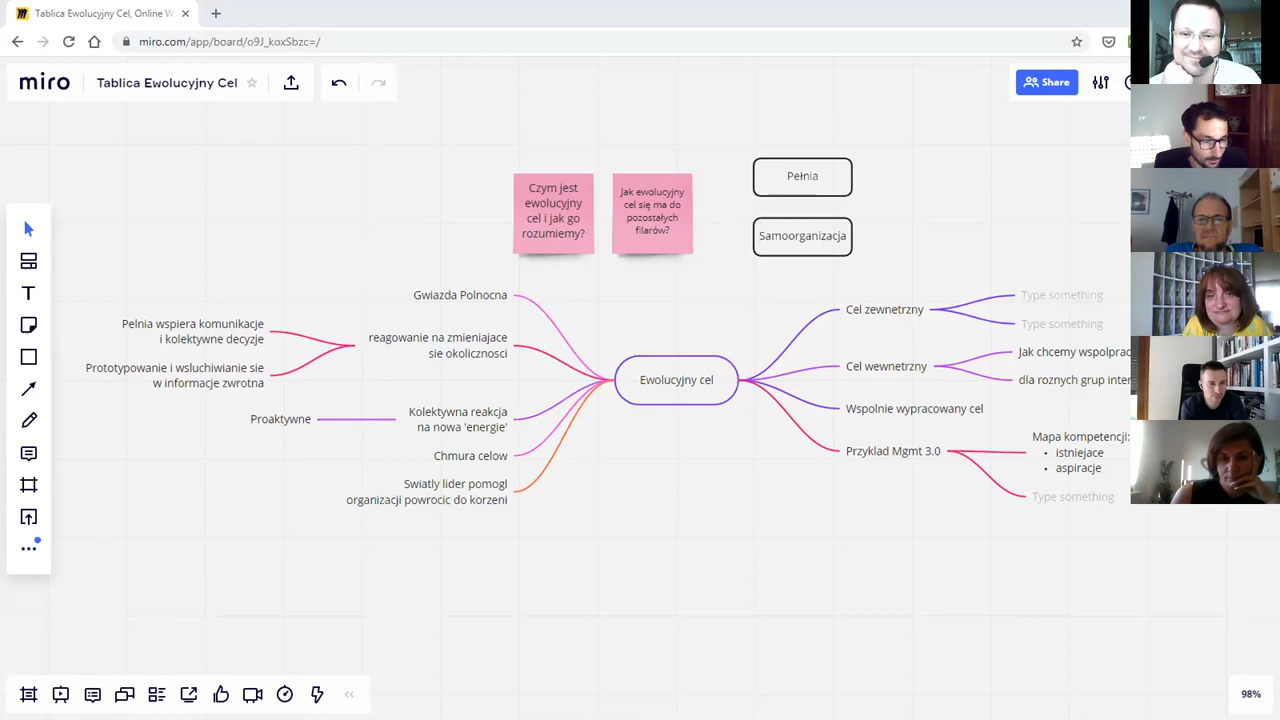 Tablica Ewolucyjny Cel, Online W
miro.com/app/board/o9J_koxSbzc=/
miro
Tablica Ewolucyjny Cel
Share
Czym jest
ewolucyjny
cel i jak go
rozumiemy?
Jak ewolucyjny
cel się ma do
pozostałych
filarów?
Pełnia
Samoorganizacja
Gwiazda Polnocna
Pelnia wspiera komunikacje
i kolektywne decyzje
reagowanie na zmieniajace
sie okolicznosci
Prototypowanie i wsluchiwianie sie
w informacje zwrotna
Proaktywne
Kolektywna reakcja
na nowa 'energie'
Chmura celow
Swiatly lider pomogl
organizacji powrocic do korzeni
Ewolucyjny cel
Cel zewnetrzny
Type something
Type something
Cel wewnetrzny
Jak chcemy wspolprac
dla roznych grup inter
Wspolnie wypracowany cel
Przyklad Mgmt 3.0
Mapa kompetencji:
• istniejace
• aspiracje
Type something
98%